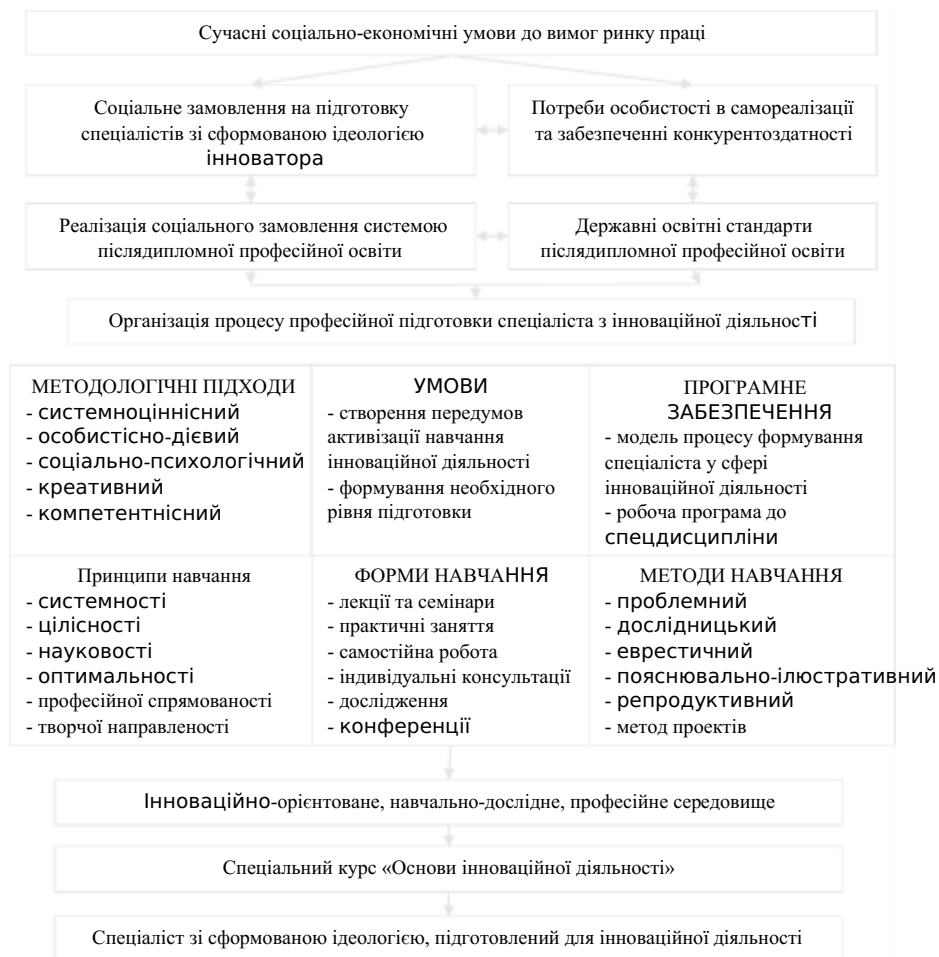 Сучасні соціально-економічні умови до вимог ринку праці
Соціальне замовлення на підготовку
спеціалістів зі сформованою ідеологією
інноватора
Потреби особистості в самореалізації
та забезпеченні конкурентоздатності
Реалізація соціального замовлення системою
післядипломної професійної освіти
Державні освітні стандарти
післядипломної професійної освіти
Організація процесу професійної підготовки спеціаліста з інноваційної діяльності
МЕТОДОЛОГІЧНІ ПІДХОДИ
- системноціннісний
- особистісно-дієвий
- соціально-психологічний
- креативний
- компетентнісний
УМОВИ
- створення передумов
активізації навчання
інноваційної діяльності
- формування необхідного
рівня підготовки
ПРОГРАМНЕ
ЗАБЕЗПЕЧЕННЯ
- модель процесу формування
спеціаліста у сфері
інноваційної діяльності
- робоча програма до
спецдисципліни
Принципи навчання
- системності
- цілісності
- науковості
- оптимальності
- професійної спрямованості
- творчої направленості
ФОРМИ НАВЧАННЯ
- лекції та семінари
- практичні заняття
- самостійна робота
- індивідуальні консультації
- дослідження
- конференції
МЕТОДИ НАВЧАННЯ
- проблемний
- дослідницький
- евристичний
- пояснювально-ілюстративний
- репродуктивний
- метод проектів
Інноваційно-орієнтоване, навчально-дослідне, професійне середовище
Спеціальний курс «Основи інноваційної діяльності»
Спеціаліст зі сформованою ідеологією, підготовлений для інноваційної діяльності